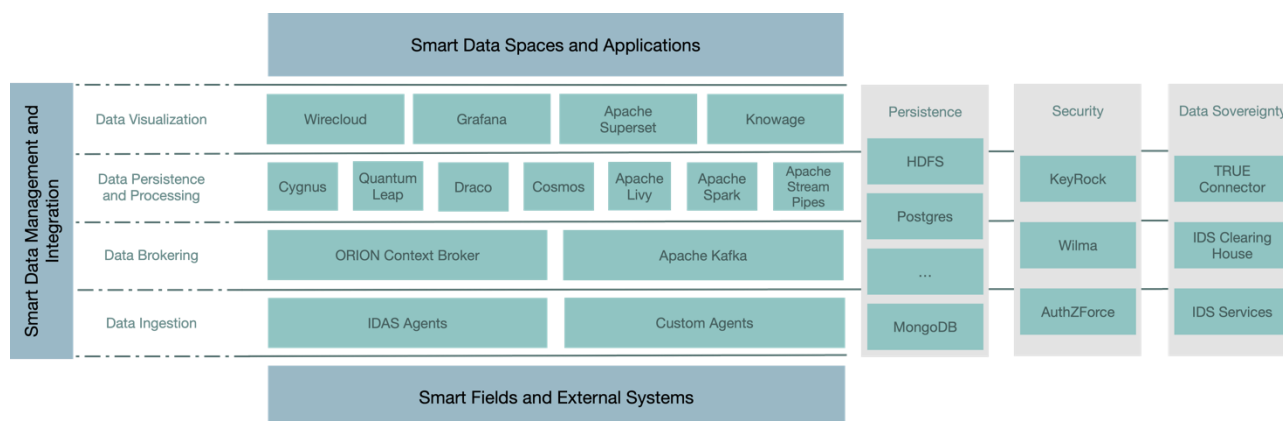 Smart Data Spaces and Applications
Smart Data Management and
Integration
Data Visualization
Wirecloud
Grafana
Apache
Superset
Knowage
Data Persistence
and Processing
Cygnus
Quantum
Leap
Draco
Cosmos
Apache
Livy
Apache
Spark
Apache
Stream
Pipes
Data Brokering
ORION Context Broker
Apache Kafka
Data Ingestion
IDAS Agents
Custom Agents
Smart Fields and External Systems
Persistence
HDFS
Postgres
...
MongoDB
Security
KeyRock
Wilma
AuthZForce
Data Sovereignty
TRUE
Connector
IDS Clearing
House
IDS Services